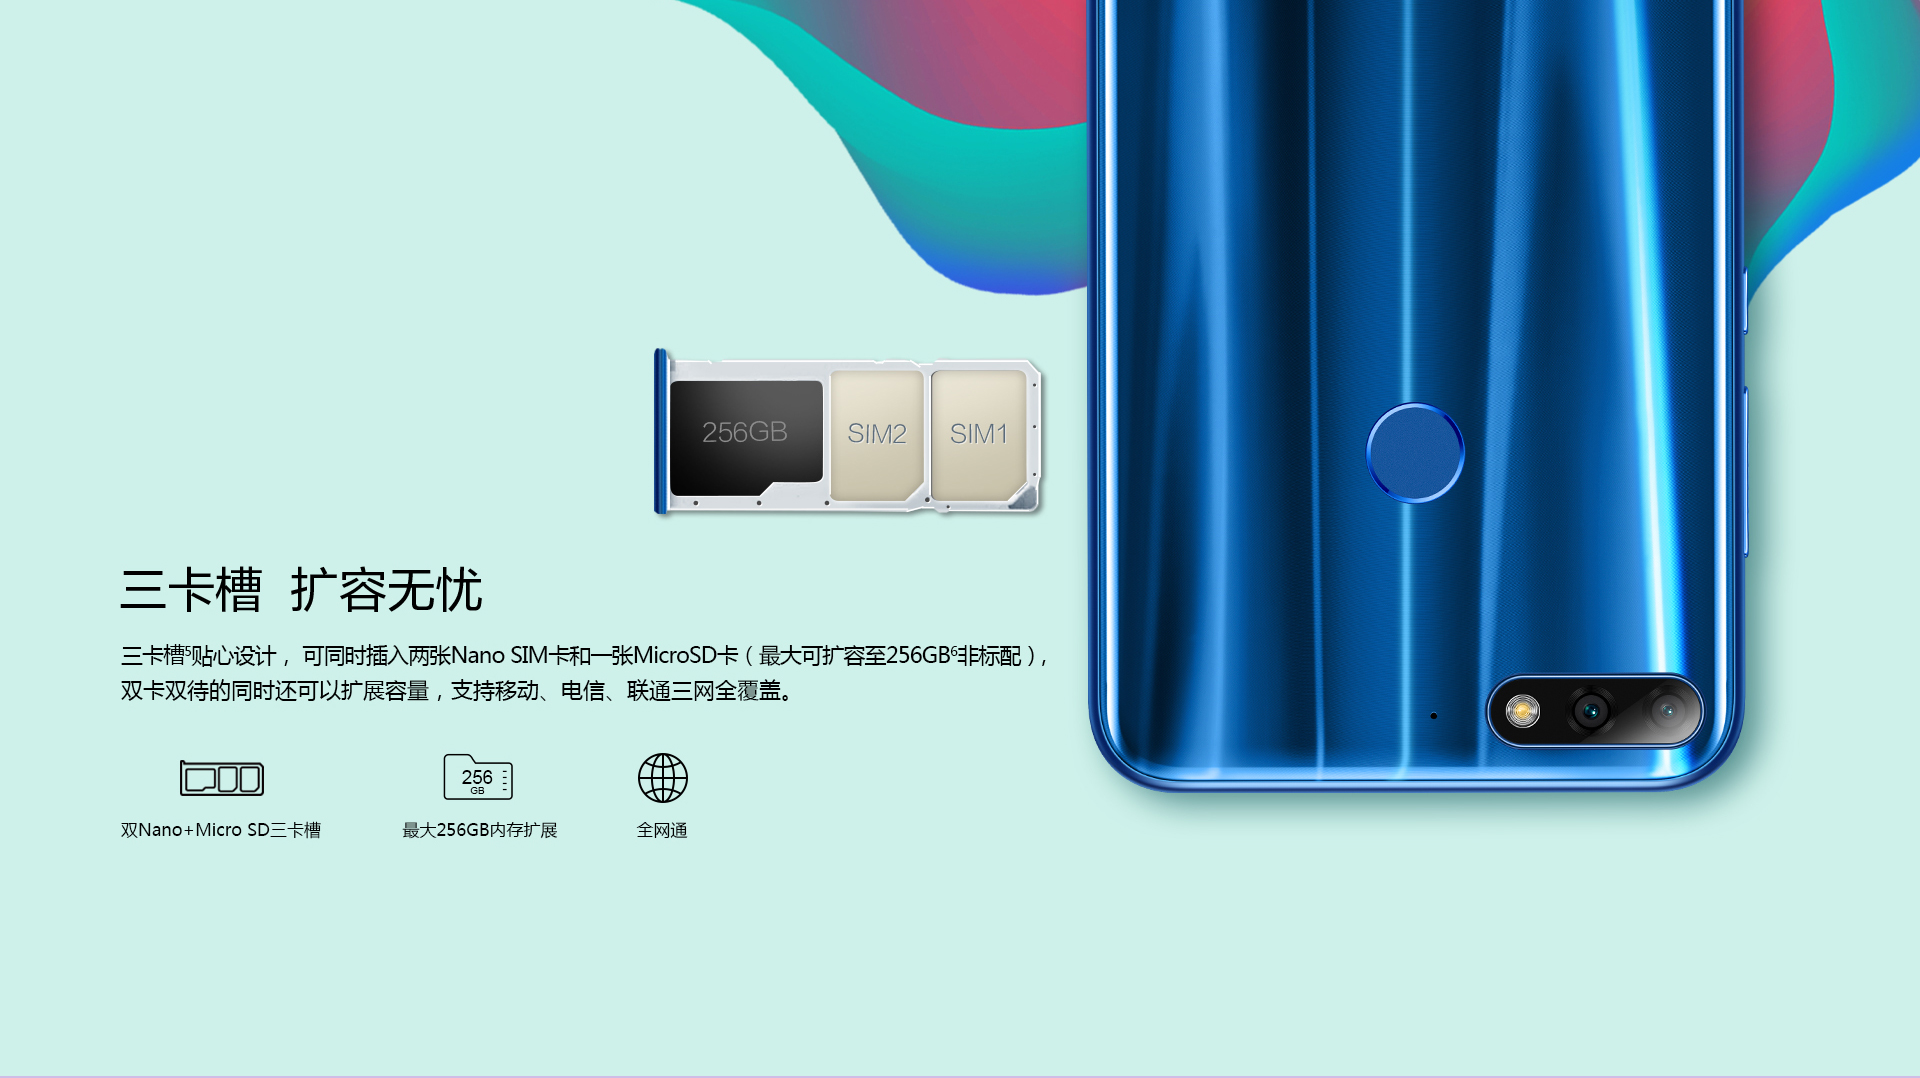 256GB SIM2 SIM1
三卡槽 扩容无忧
三卡槽⁵贴心设计，可同时插入两张Nano SIM卡和一张MicroSD卡（最大可扩容至256GB⁶非标配），
双卡双待的同时还可以扩展容量，支持移动、电信、联通三网全覆盖。
256
GB
双Nano+Micro SD三卡槽 最大256GB内存扩展 全网通